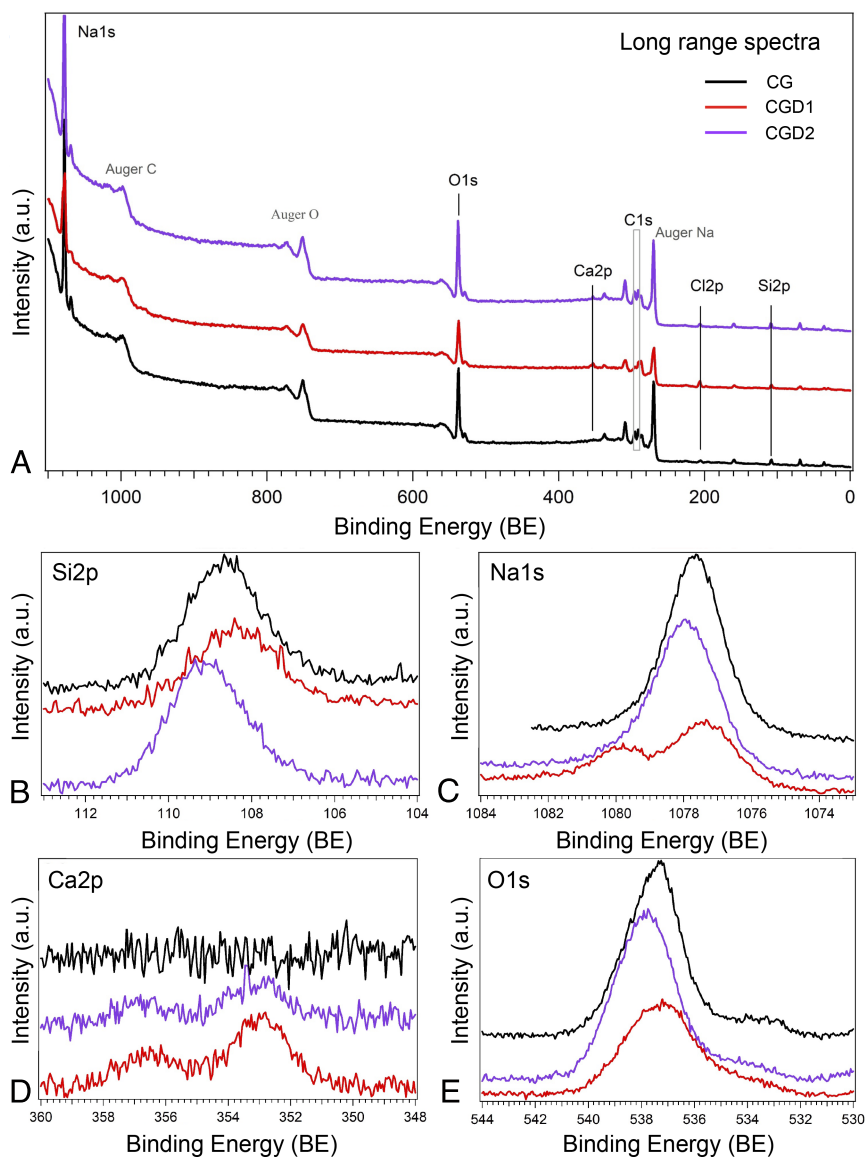 Na1s
Long range spectra
CG
CGD1
CGD2
Auger C
Auger O
O1s
C1s
Auger Na
Ca2p
Cl2p
Si2p
Intensity (a.u.)
A
1000 800 600 400 200 0
Binding Energy (BE)
Si2p
Intensity (a.u.)
B
112 110 108 106 104
Binding Energy (BE)
Na1s
Intensity (a.u.)
C
1084 1082 1080 1078 1076 1074
Binding Energy (BE)
Ca2p
Intensity (a.u.)
D
360 358 356 354 352 350 348
Binding Energy (BE)
O1s
Intensity (a.u.)
E
544 542 540 538 536 534 532 530
Binding Energy (BE)